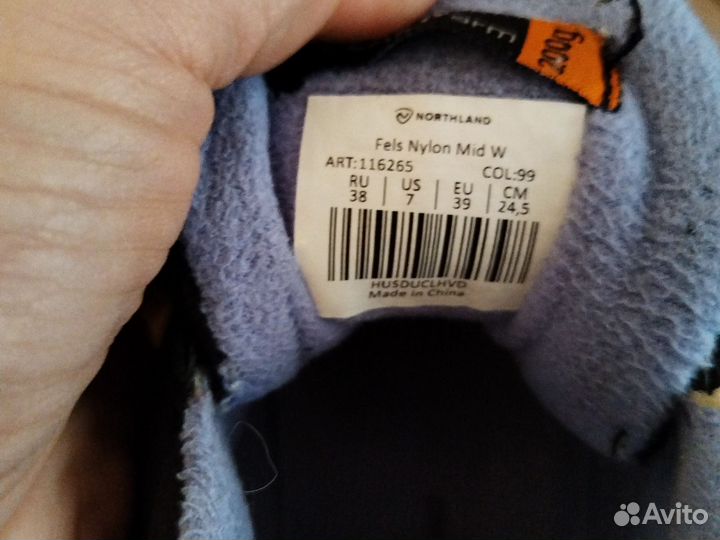 200g
NORTHLAND
Fels Nylon Mid W
ART:116265 COL:99
RU US EU CM
38 7 39 24,5
HUSDUCLHVD
Made in China
Avito